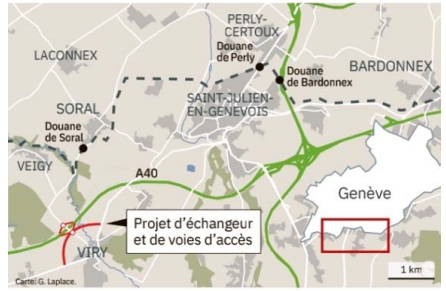 PERLY-
CERTOUX
Douane
de Perly
LACONNEX
Douane
de Bardonnex
BARDONNEX
SORAL
SAINT-JULIEN-
EN-GENEVOIS
Douane
de Soral
VEIGY
A40
Genève
Projet d'échangeur
et de voies d'accès
VIRY
1 km
Carte: G. Laplace.